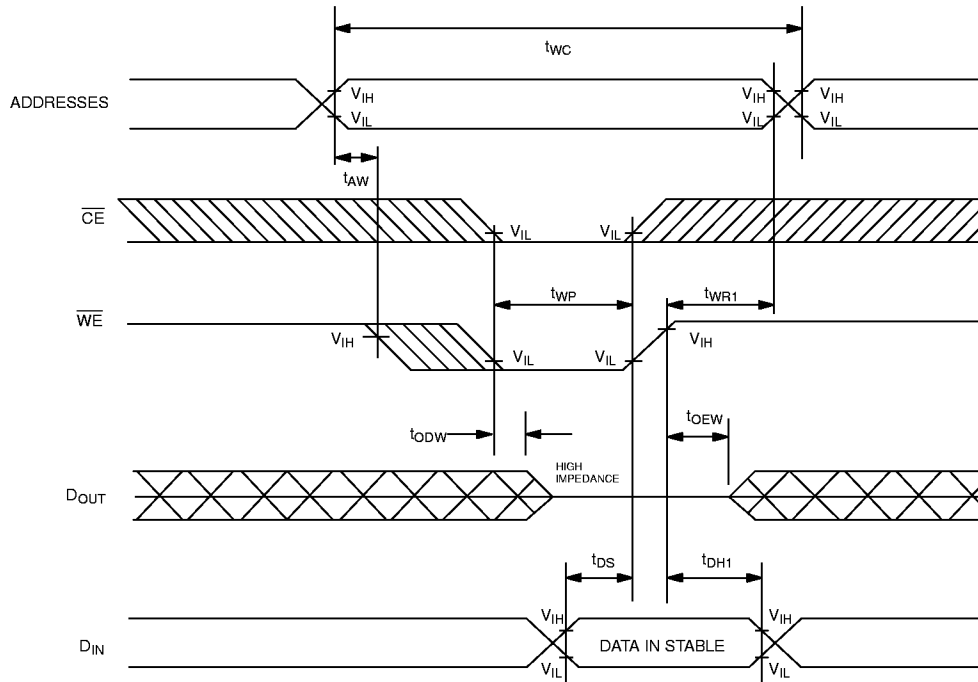 tWC
ADDRESSES
VIH
VIL
VIH
VIL
VIH
VIL
tAW
CE
VIL
VIL
tWP
tWR1
WE
VIH
VIL
VIL
VIH
tODW
tOEW
DOUT
HIGH
IMPEDANCE
tDS
tDH1
DIN
VIH
VIL
DATA IN STABLE
VIH
VIL